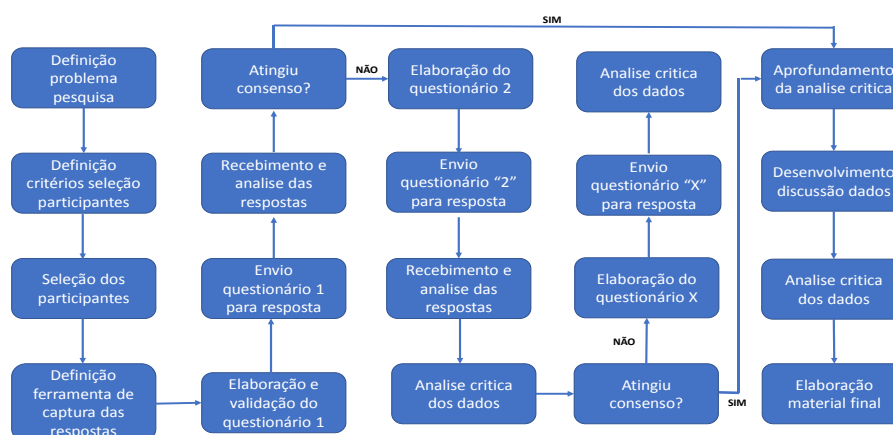 SIM
Definição
problema
pesquisa
Definição
critérios seleção
participantes
Seleção dos
participantes
Definição
ferramenta de
captura das
respostas
Elaboração e
validação do
questionário 1
Envio
questionário 1
para resposta
Recebimento e
analise das
respostas
Atingiu
consenso?
NÃO
Elaboração do
questionário 2
Envio
questionário “2”
para resposta
Recebimento e
analise das
respostas
Analise critica
dos dados
Atingiu
consenso?
NÃO
SIM
Elaboração do
questionário X
Envio
questionário “X”
para resposta
Analise critica
dos dados
Aprofundamento
da analise critica
Desenvolvimento
discussão dados
Analise critica
dos dados
Elaboração
material final